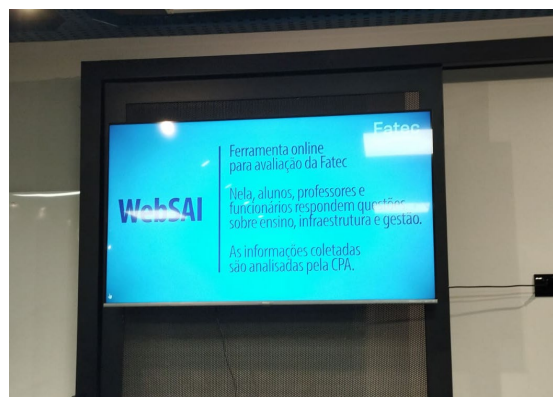 Fatec
Ferramenta online
para avaliação da Fatec
WebSAI
Nela, alunos, professores e
funcionários respondem questões
sobre ensino, infraestrutura e gestão.
As informações coletadas
são analisadas pela CPA.